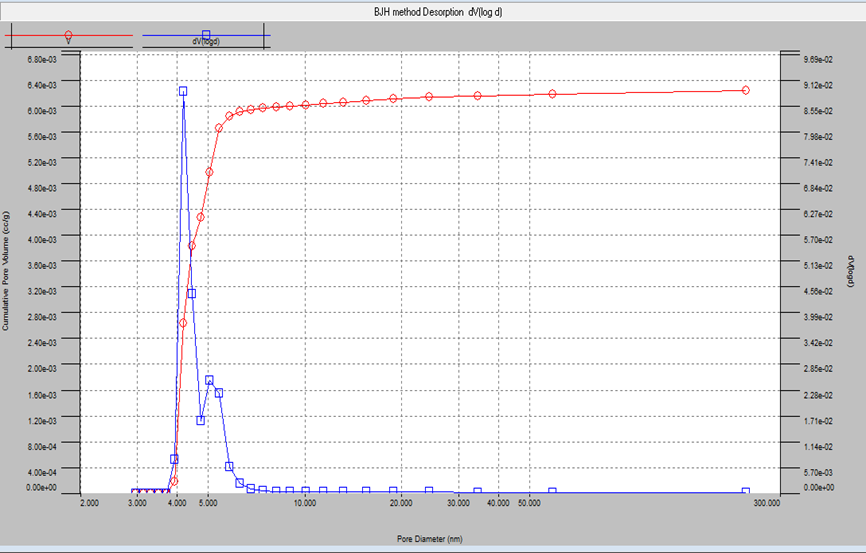 BJH method Desorption dV(log d)
V
dV(logd)
6.80e-03
6.40e-03
6.00e-03
5.60e-03
5.20e-03
4.80e-03
4.40e-03
4.00e-03
3.60e-03
3.20e-03
2.80e-03
2.40e-03
2.00e-03
1.60e-03
1.20e-03
8.00e-04
4.00e-04
0.00e+00
Cumulative Pore Volume (cc/g)
9.69e-02
9.12e-02
8.55e-02
7.98e-02
7.41e-02
6.84e-02
6.27e-02
5.70e-02
5.13e-02
4.56e-02
3.99e-02
3.42e-02
2.85e-02
2.28e-02
1.71e-02
1.14e-02
5.70e-03
0.00e+00
dV(logd)
2.000 3.000 4.000 5.000 10.000 20.000 30.000 40.000 50.000 300.000
Pore Diameter (nm)